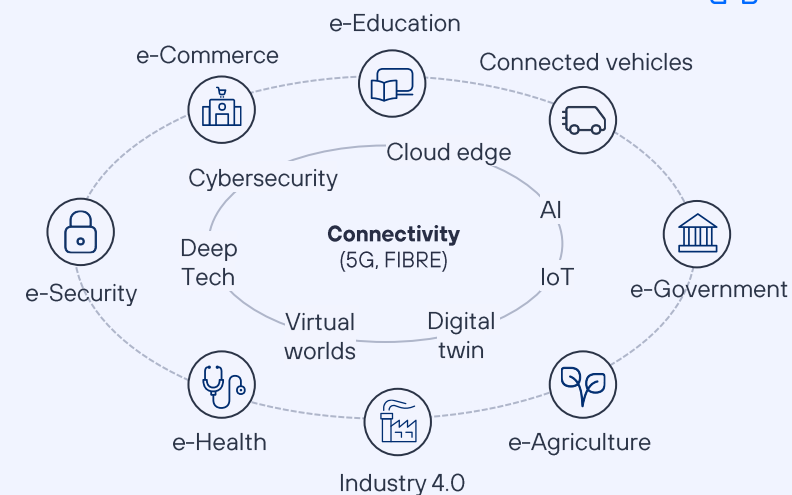 e-Education
e-Commerce
Connected vehicles
Cloud edge
Cybersecurity
AI
Connectivity
(5G, FIBRE)
Deep
Tech
IoT
e-Security
e-Government
Virtual
worlds
Digital
twin
e-Health
e-Agriculture
Industry 4.0